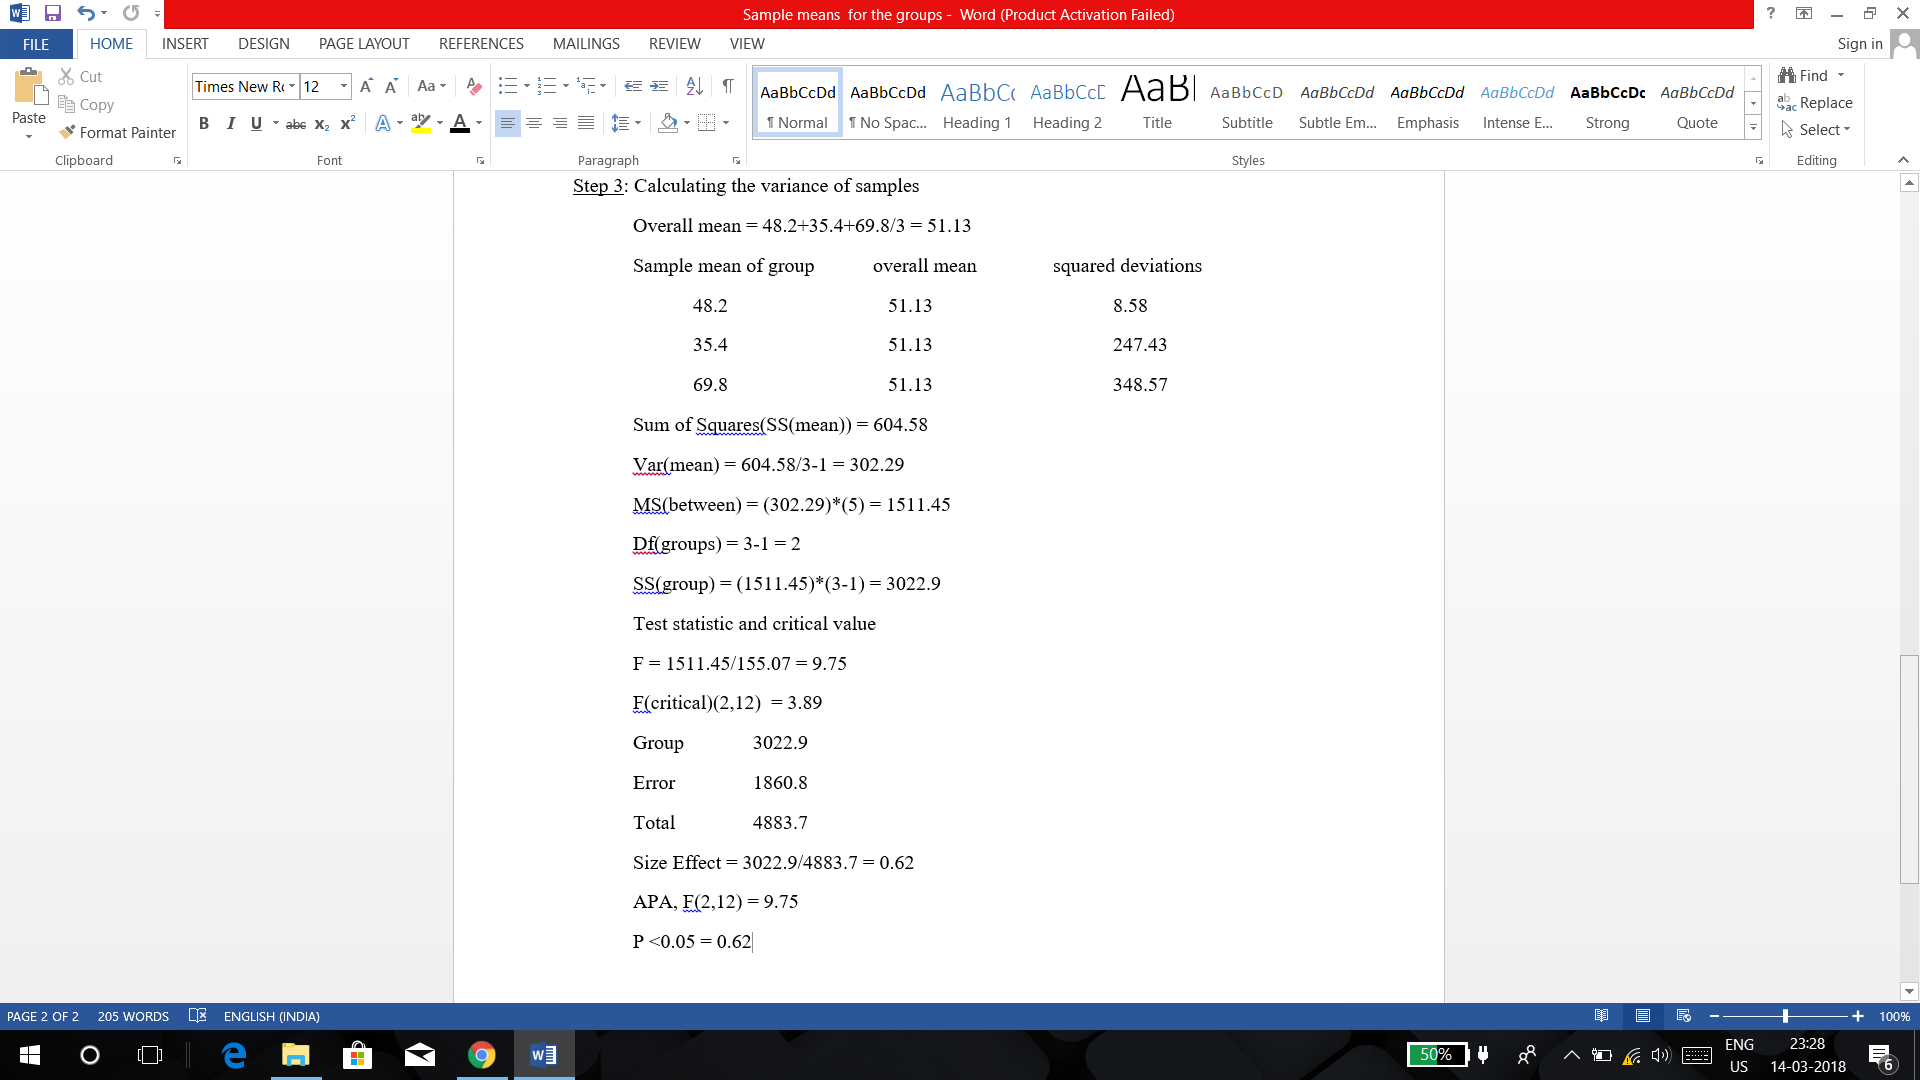 Sample means  for the groups -  Word (Product Activation Failed)
FILE HOME INSERT DESIGN PAGE LAYOUT REFERENCES MAILINGS REVIEW VIEW Sign in
Cut
Copy
Paste
Format Painter
Clipboard
Times New R 12 Aa
B I U abc x₂ x² A ab A
Font
Paragraph
AaBbCcDd AaBbCcDd AaBbC AaBbCcD AaB AaBbCcD AaBbCcDd AaBbCcDd AaBbCcDd AaBbCcDc AaBbCcDd
¶ Normal ¶ No Spac... Heading 1 Heading 2 Title Subtitle Subtle Em... Emphasis Intense E... Strong Quote
Styles
Find
Replace
Select
Editing
Step 3: Calculating the variance of samples
Overall mean = 48.2+35.4+69.8/3 = 51.13
Sample mean of group overall mean squared deviations
48.2 51.13 8.58
35.4 51.13 247.43
69.8 51.13 348.57
Sum of Squares(SS(mean)) = 604.58
Var(mean) = 604.58/3-1 = 302.29
MS(between) = (302.29)*(5) = 1511.45
Df(groups) = 3-1 = 2
SS(group) = (1511.45)*(3-1) = 3022.9
Test statistic and critical value
F = 1511.45/155.07 = 9.75
F(critical)(2,12)  = 3.89
Group 3022.9
Error 1860.8
Total 4883.7
Size Effect = 3022.9/4883.7 = 0.62
APA, F(2,12) = 9.75
P <0.05 = 0.62
PAGE 2 OF 2 205 WORDS ENGLISH (INDIA) 100%
50% ENG 23:28
US 14-03-2018 6